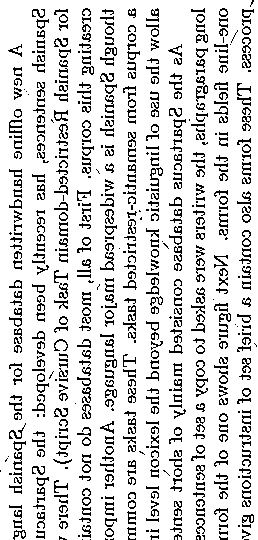 A new offline handwritten database for the Spanish lang
Spanish sentences, has recently been developed: the Spartacu
for Spanish Restricted-domain Task of Cursive Script). There
creating this corpus. First of all, most databases do not contai
though Spanish is a widespread major language. Another impor
a corpus from semantic-restricted tasks. These tasks are comm
allow the use of linguistic knowledge beyond the lexicon level i
As the Spartacus database consisted mainly of short sente
long paragraphs, the writers were asked to copy a set of sentences
one-line fields in the forms. Next figure shows one of the form
process. These forms also contain a brief set of instructions giv